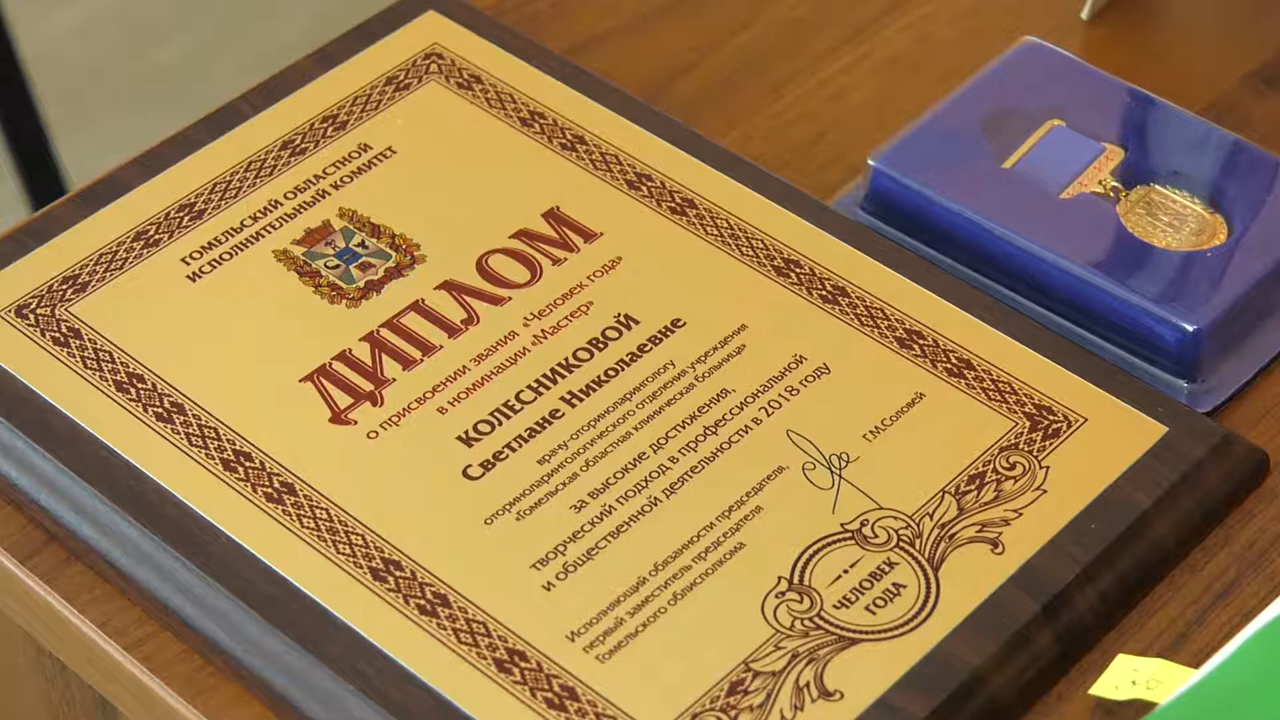 ГОМЕЛЬСКИЙ ОБЛАСТНОЙ
ИСПОЛНИТЕЛЬНЫЙ КОМИТЕТ
ДИПЛОМ
о присвоении звания «Человек года»
в номинации «Мастер»
КОЛЕСНИКОВОЙ
Светлане Николаевне
врачу-оториноларингологу
оториноларингологического отделения учреждения
«Гомельская областная клиническая больница»
за высокие достижения,
творческий подход в профессиональной
и общественной деятельности в 2018 году
Исполняющий обязанности председателя,
первый заместитель председателя
Гомельского облисполкома
Г.М.Соловей
ЧЕЛОВЕК
ГОДА